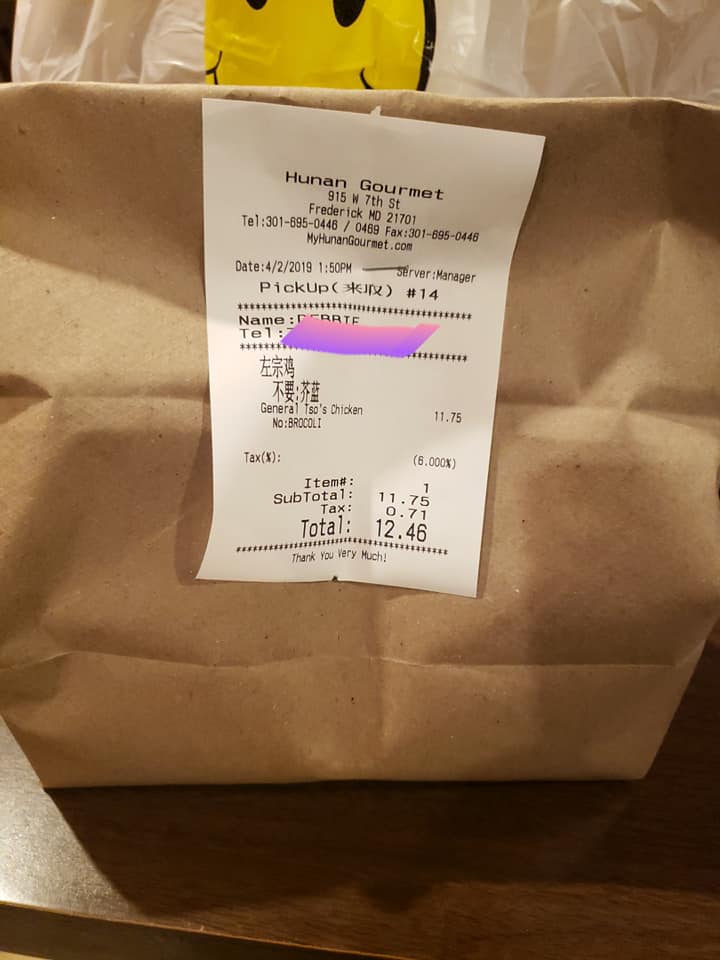 Hunan Gourmet
915 W 7th St
Frederick MD 21701
Tel:301-695-0446 / 0469 Fax:301-695-0446
MyHunanGourmet.com
Date:4/2/2019 1:50PM Server:Manager
PickUp(来取) #14
*****************************************
Name:DEBBIE
Tel:
*****************************************
左宗鸡
不要;芥蓝
General Tso's Chicken 11.75
No:BROCOLI
Tax(%): (6.000%)
Item#: 1
SubTotal: 11.75
Tax: 0.71
Total: 12.46
*****************************************
Thank You Very Much!